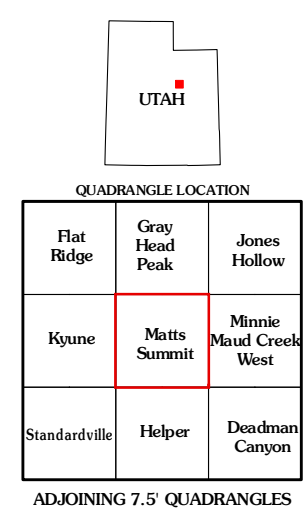 UTAH
QUADRANGLE LOCATION
Flat
Ridge
Gray
Head
Peak
Jones
Hollow
Kyune
Matts
Summit
Minnie
Maud Creek
West
Standardville
Helper
Deadman
Canyon
ADJOINING 7.5' QUADRANGLES